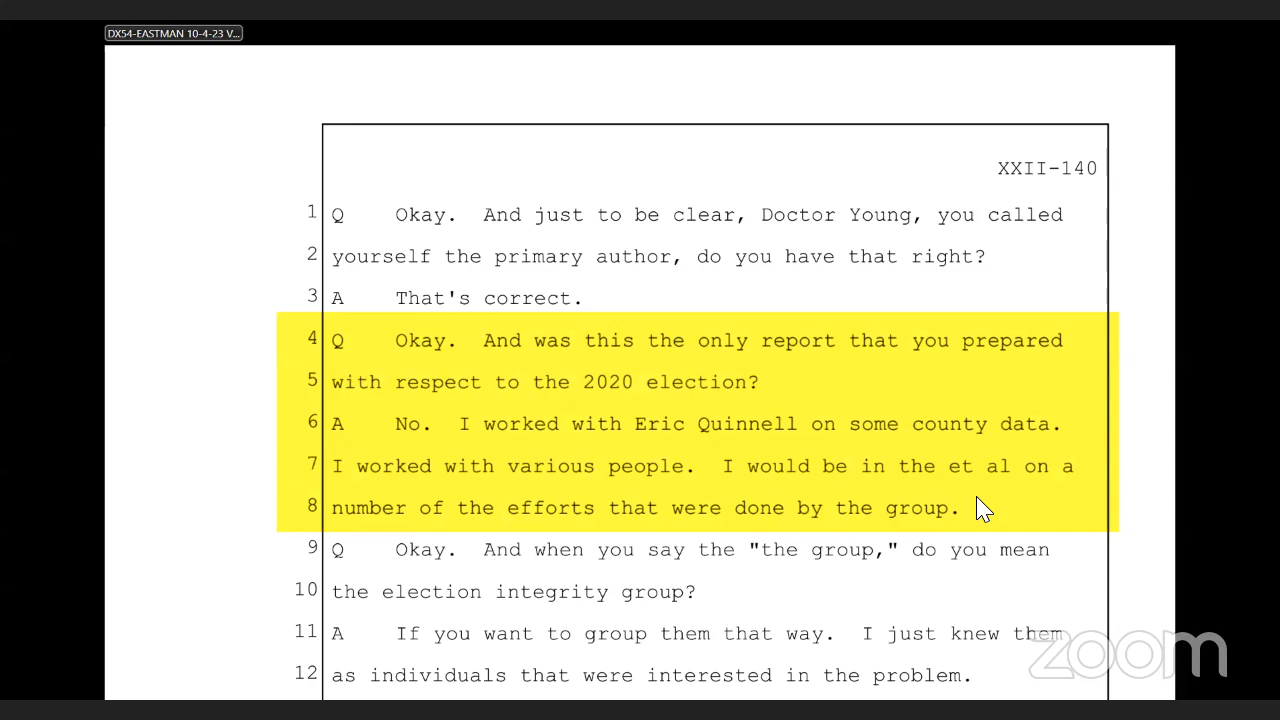 DX54-EASTMAN 10-4-23 V...
XXII-140
1 Q Okay. And just to be clear, Doctor Young, you called
2 yourself the primary author, do you have that right?
3 A That's correct.
4 Q Okay. And was this the only report that you prepared
5 with respect to the 2020 election?
6 A No. I worked with Eric Quinnell on some county data.
7 I worked with various people. I would be in the et al on a
8 number of the efforts that were done by the group.
9 Q Okay. And when you say the "the group," do you mean
10 the election integrity group?
11 A If you want to group them that way. I just knew them
12 as individuals that were interested in the problem.
zoom